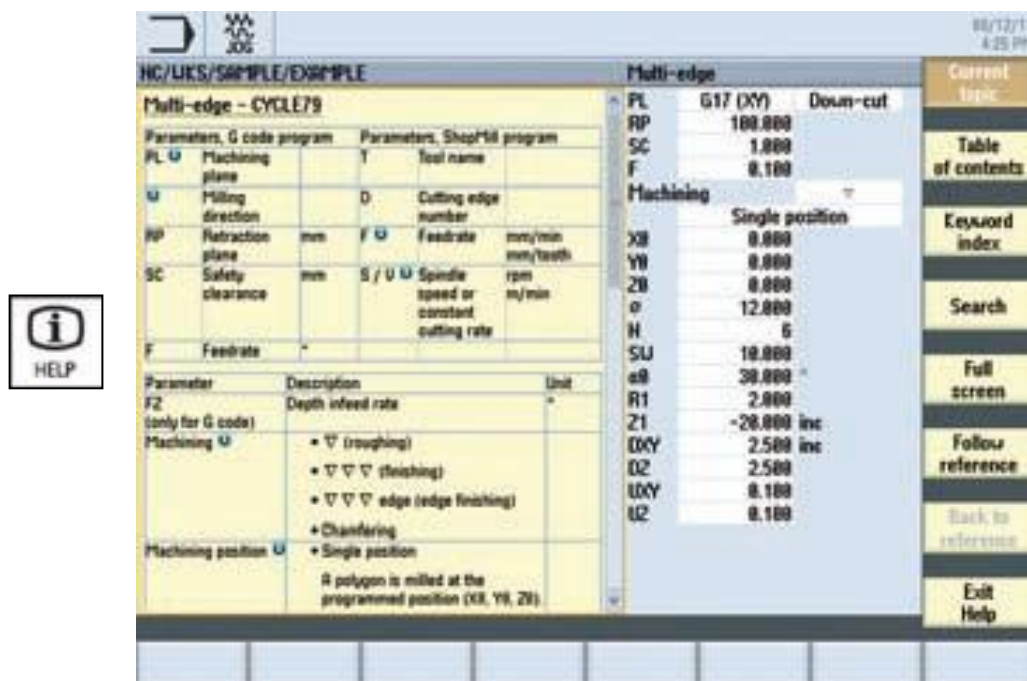 JOG
4:25
NC/WKS/SAMPLE/EXAMPLE
Multi-edge
Multi-edge - CYCLE79
Parameters, G code program Parameters, ShopMill program
PL U Machining plane T Tool name
U Milling direction D Cutting edge number
RP Retraction plane mm F U Feedrate mm/min mm/tooth
SC Safety clearance mm S / V U Spindle speed or constant cutting rate rpm m/min
F Feedrate *
Parameter Description Unit
FZ (only for G code) Depth infeed rate *
Machining U • ▽ (roughing)
• ▽ ▽ ▽ (finishing)
• ▽ ▽ ▽ edge (edge finishing)
• Chamfering
Machining position U • Single position
A polygon is milled at the
programmed position (X0, Y0, Z0).
PL G17 (XY) Down-cut
RP 100.000
SC 1.000
F 0.100
Machining ▽
Single position
X0 0.000
Y0 0.000
Z0 0.000
ø 12.000
N 6
SW 10.000
α0 30.000 °
R1 2.000
Z1 -20.000 inc
DXY 2.500 inc
DZ 2.500
UXY 0.100
UZ 0.100
Current
topic
Table
of contents
Keyword
index
Search
Full
screen
Follow
reference
Back to
reference
Exit
Help
i
HELP